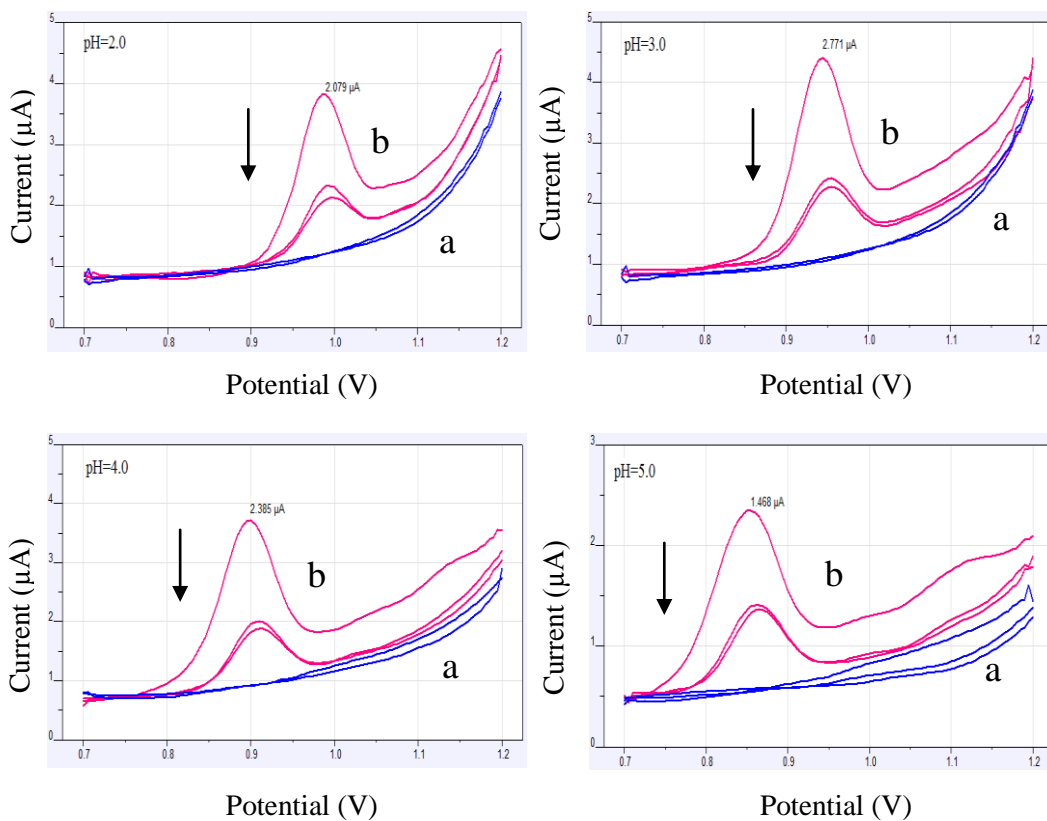 pH=2.0
2.079 µA
b
a
5
4
3
2
1
0
0.7 0.8 0.9 1.0 1.1 1.2
Current (µA)
Potential (V)
pH=3.0
2.771 µA
b
a
5
4
3
2
1
0
0.7 0.8 0.9 1.0 1.1 1.2
Current (µA)
Potential (V)
pH=4.0
2.385 µA
b
a
5
4
3
2
1
0
0.7 0.8 0.9 1.0 1.1 1.2
Current (µA)
Potential (V)
pH=5.0
1.468 µA
b
a
3
2
1
0
0.7 0.8 0.9 1.0 1.1 1.2
Current (µA)
Potential (V)